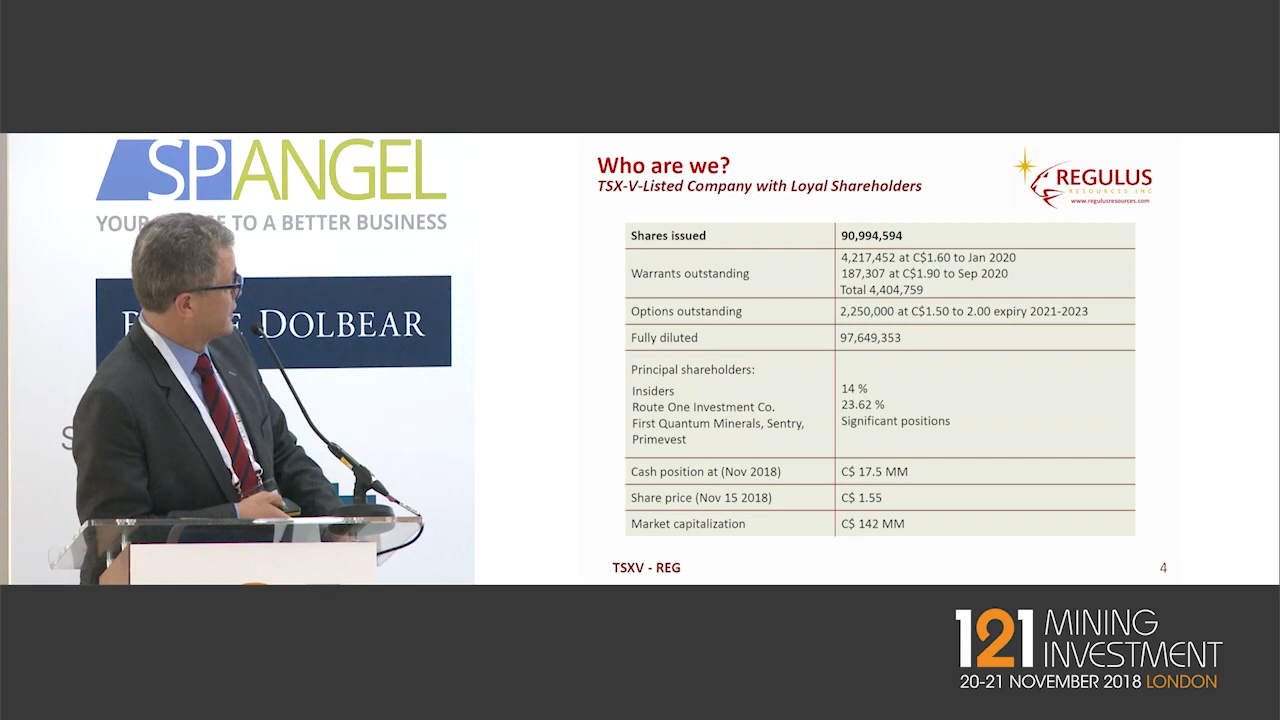 SPANGEL
YOUR E TO A BETTER BUSINESS
E DOLBEAR
S
Who are we?
TSX-V-Listed Company with Loyal Shareholders
REGULUS
RESOURCES INC
www.regulusresources.com
Shares issued 90,994,594
Warrants outstanding
4,217,452 at C$1.60 to Jan 2020
187,307 at C$1.90 to Sep 2020
Total 4,404,759
Options outstanding 2,250,000 at C$1.50 to 2.00 expiry 2021-2023
Fully diluted 97,649,353
Principal shareholders:
Insiders 14 %
Route One Investment Co. 23.62 %
First Quantum Minerals, Sentry, Significant positions
Primevest
Cash position at (Nov 2018) C$ 17.5 MM
Share price (Nov 15 2018) C$ 1.55
Market capitalization C$ 142 MM
TSXV - REG 4
121 MINING
INVESTMENT
20-21 NOVEMBER 2018 LONDON